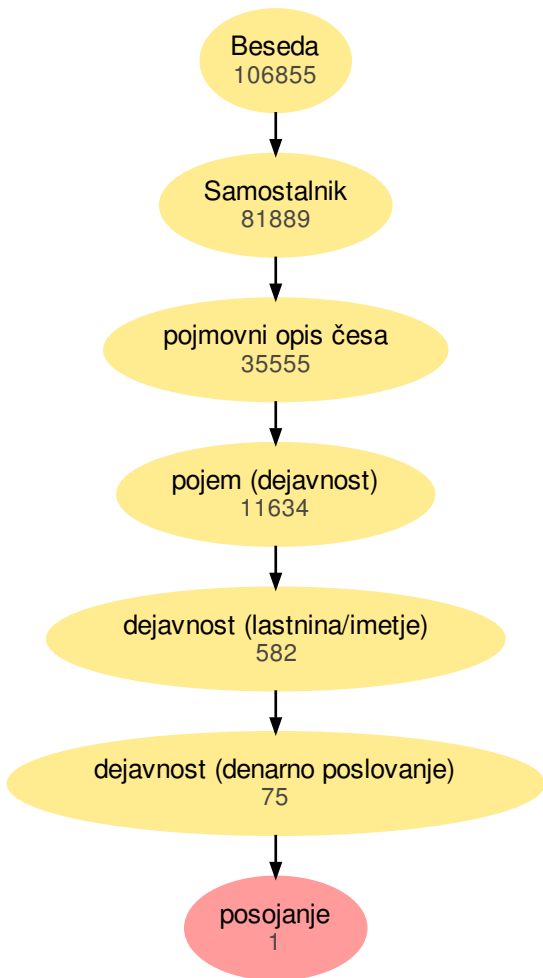 Beseda
106855
Samostalnik
81889
pojmovni opis česa
35555
pojem (dejavnost)
11634
dejavnost (lastnina/imetje)
582
dejavnost (denarno poslovanje)
75
posojanje
1